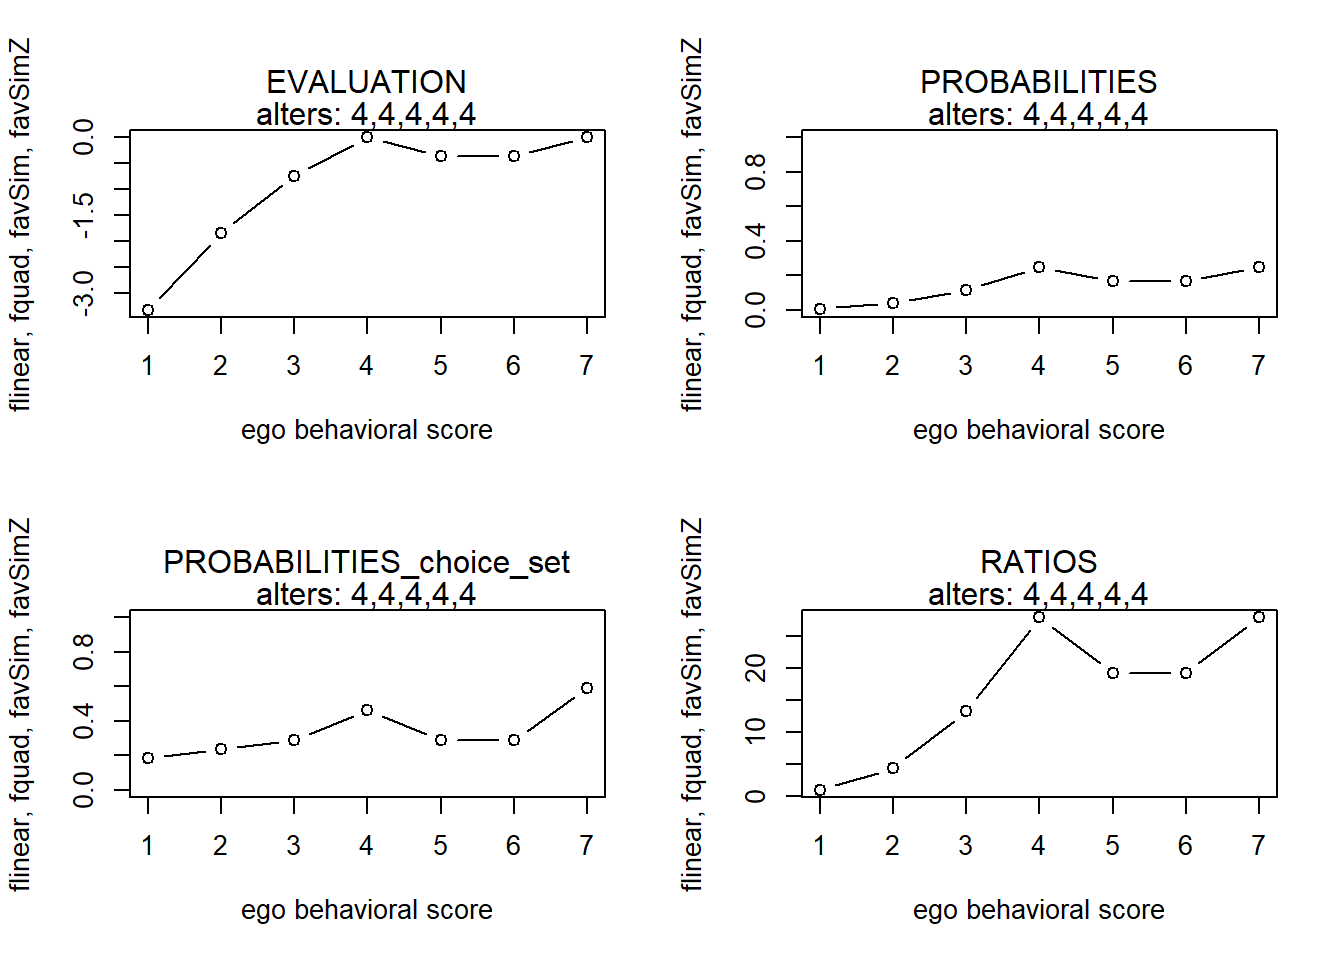 EVALUATION
alters: 4,4,4,4,4
flinear, fquad, favSim, favSimZ
0.0
-1.5
-3.0
1 2 3 4 5 6 7
ego behavioral score
PROBABILITIES
alters: 4,4,4,4,4
flinear, fquad, favSim, favSimZ
0.8
0.4
0.0
1 2 3 4 5 6 7
ego behavioral score
PROBABILITIES_choice_set
alters: 4,4,4,4,4
flinear, fquad, favSim, favSimZ
0.8
0.4
0.0
1 2 3 4 5 6 7
ego behavioral score
RATIOS
alters: 4,4,4,4,4
flinear, fquad, favSim, favSimZ
20
10
0
1 2 3 4 5 6 7
ego behavioral score